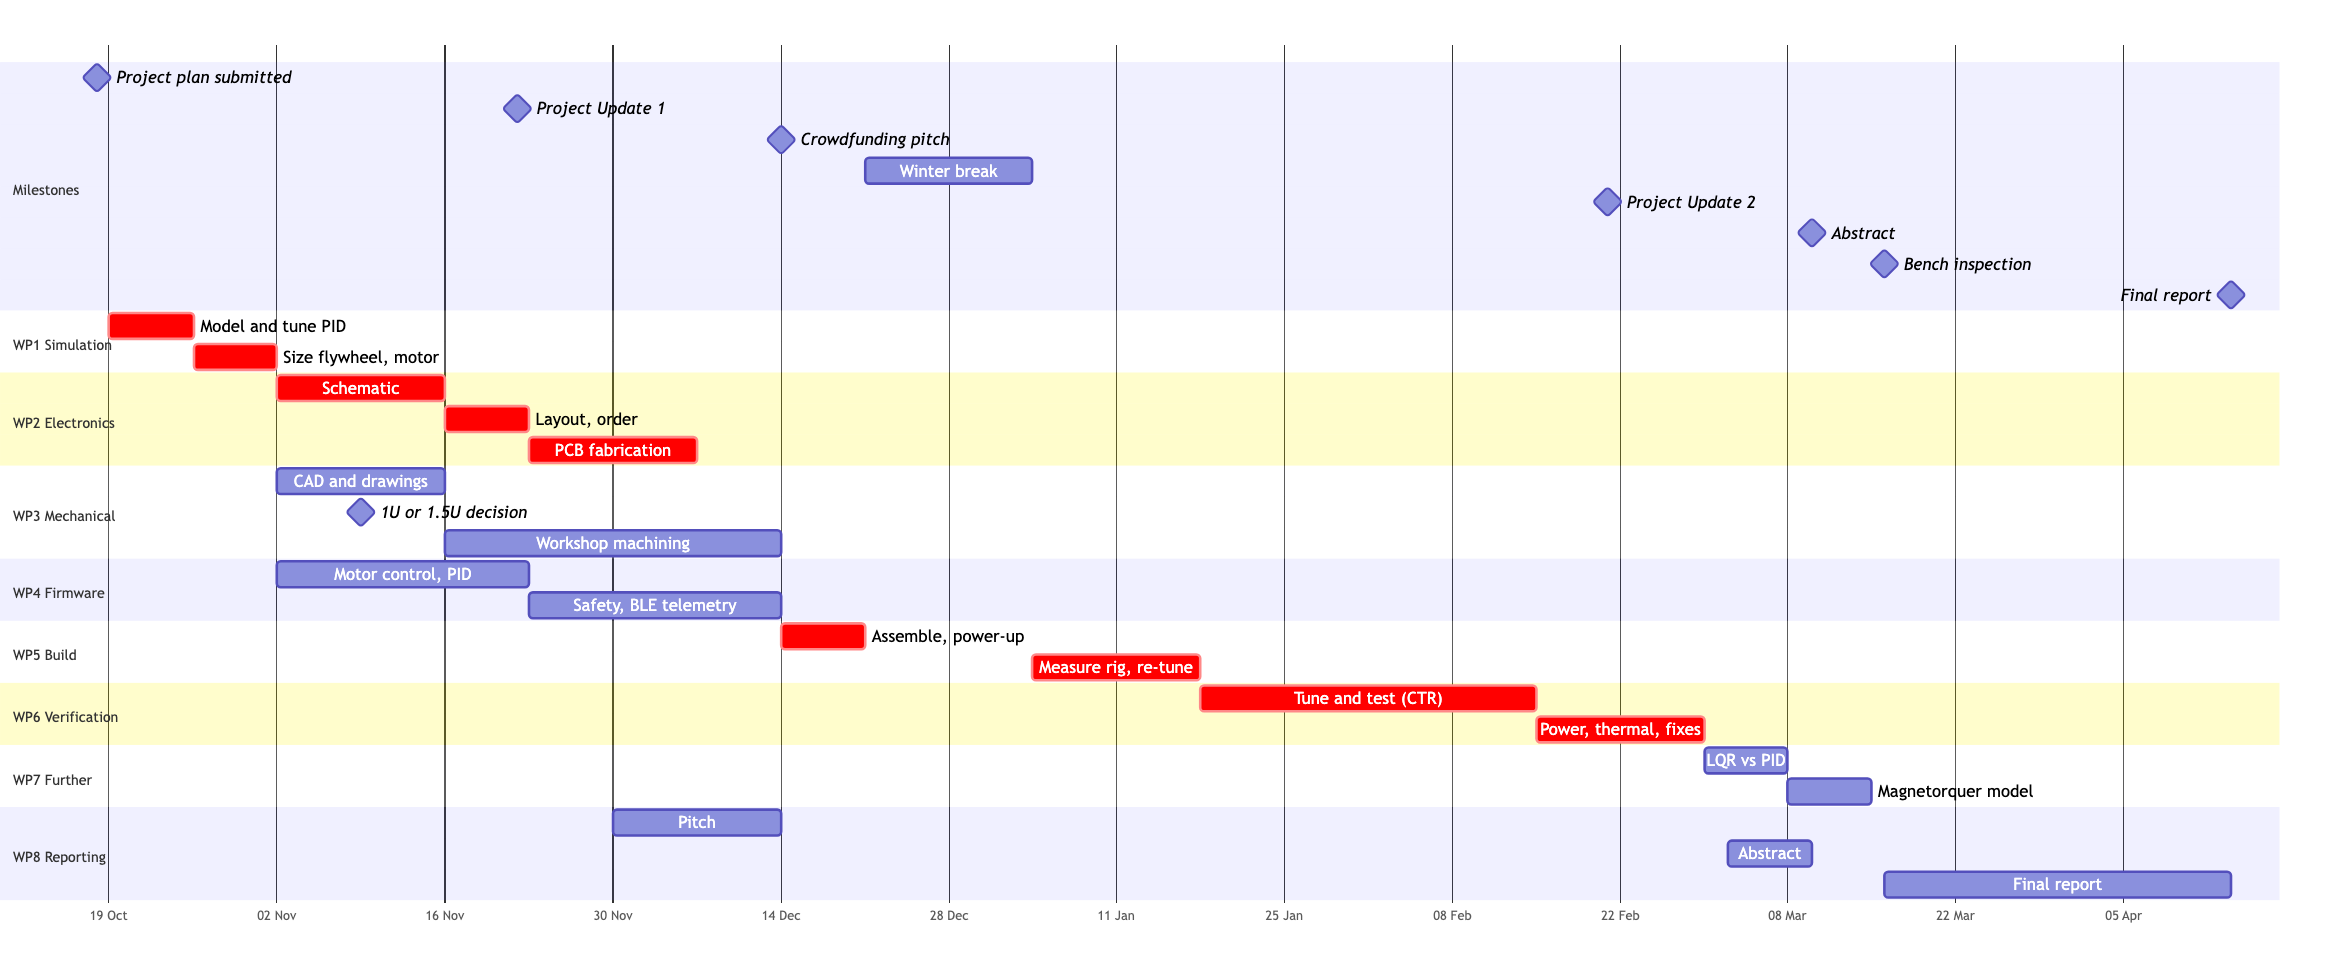 Project plan submitted
Project Update 1
Crowdfunding pitch
Winter break
Milestones
Project Update 2
Abstract
Bench inspection
Final report
Model and tune PID
WP1 Simulation
Size flywheel, motor
Schematic
WP2 Electronics
Layout, order
PCB fabrication
CAD and drawings
WP3 Mechanical
1U or 1.5U decision
Workshop machining
Motor control, PID
WP4 Firmware
Safety, BLE telemetry
Assemble, power-up
WP5 Build
Measure rig, re-tune
Tune and test (CTR)
WP6 Verification
Power, thermal, fixes
LQR vs PID
WP7 Further
Magnetorquer model
Pitch
WP8 Reporting
Abstract
Final report
19 Oct 02 Nov 16 Nov 30 Nov 14 Dec 28 Dec 11 Jan 25 Jan 08 Feb 22 Feb 08 Mar 22 Mar 05 Apr